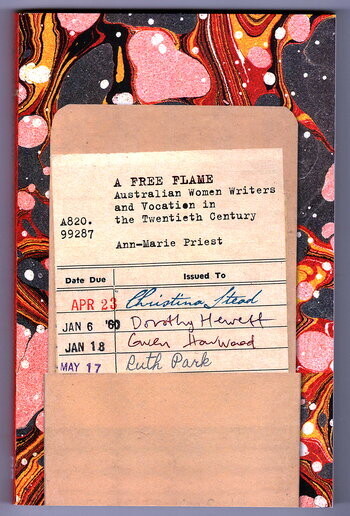 A FREE FLAME
Australian Women Writers
and Vocation in
the Twentieth Century
A820.
99287
Ann-Marie Priest
Date Due Issued To
APR 23 Christina Stead
JAN 6 '60 Dorothy Hewett
JAN 18 Gwen Harwood
MAY 17 Ruth Park